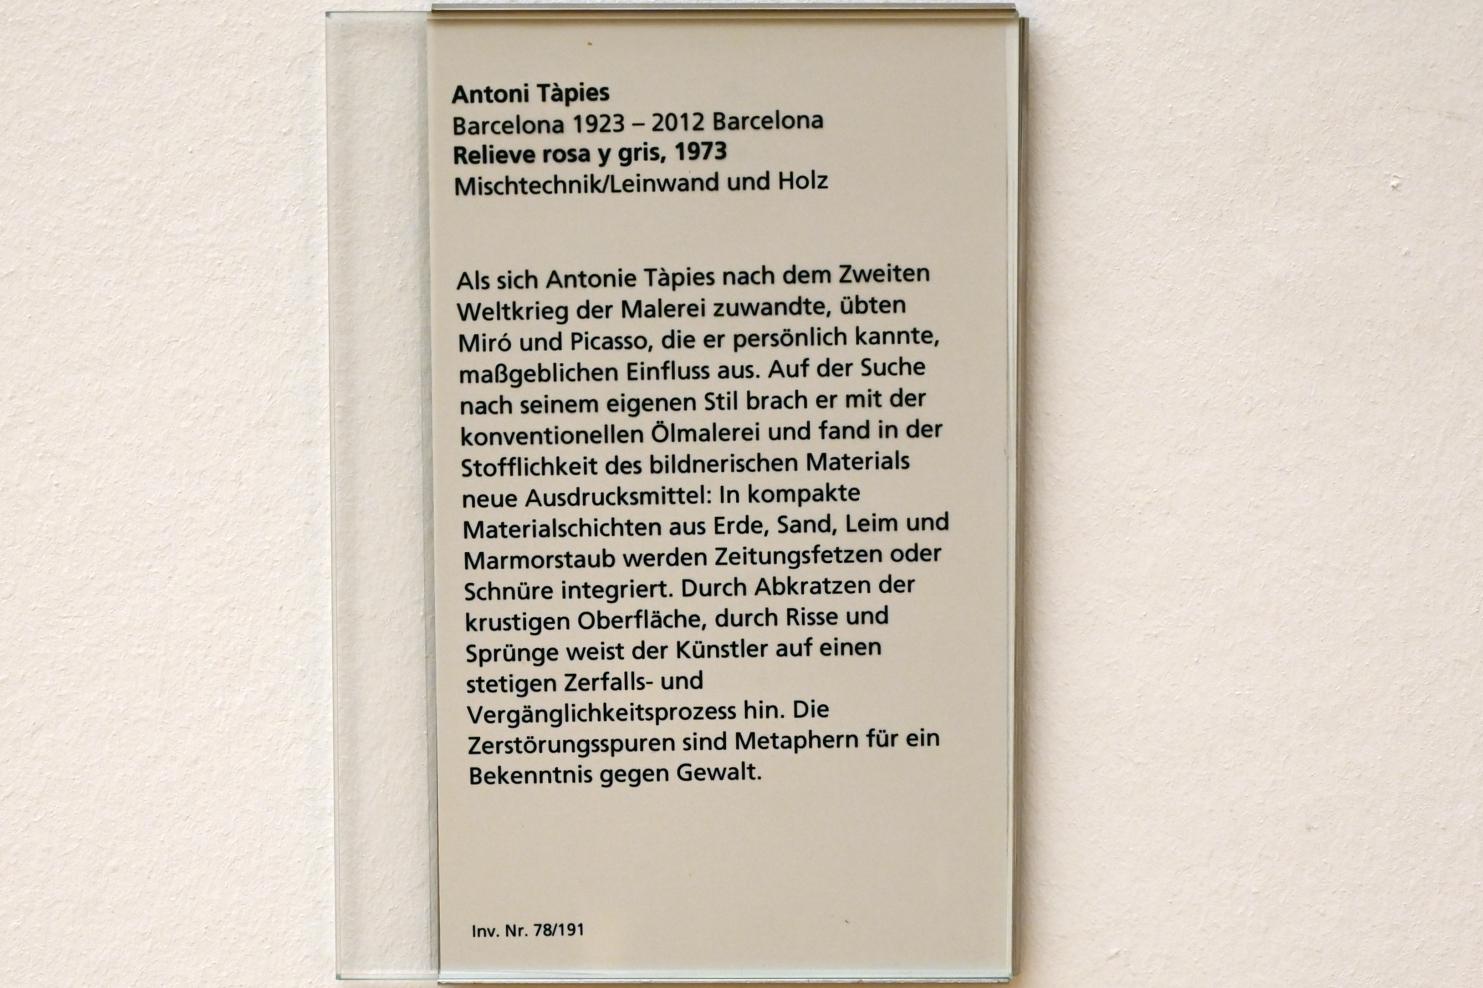 Antoni Tàpies
Barcelona 1923 – 2012 Barcelona
Relieve rosa y gris, 1973
Mischtechnik/Leinwand und Holz
Als sich Antonie Tàpies nach dem Zweiten
Weltkrieg der Malerei zuwandte, übten
Miró und Picasso, die er persönlich kannte,
maßgeblichen Einfluss aus. Auf der Suche
nach seinem eigenen Stil brach er mit der
konventionellen Ölmalerei und fand in der
Stofflichkeit des bildnerischen Materials
neue Ausdrucksmittel: In kompakte
Materialschichten aus Erde, Sand, Leim und
Marmorstaub werden Zeitungsfetzen oder
Schnüre integriert. Durch Abkratzen der
krustigen Oberfläche, durch Risse und
Sprünge weist der Künstler auf einen
stetigen Zerfalls- und
Vergänglichkeitsprozess hin. Die
Zerstörungsspuren sind Metaphern für ein
Bekenntnis gegen Gewalt.
Inv. Nr. 78/191